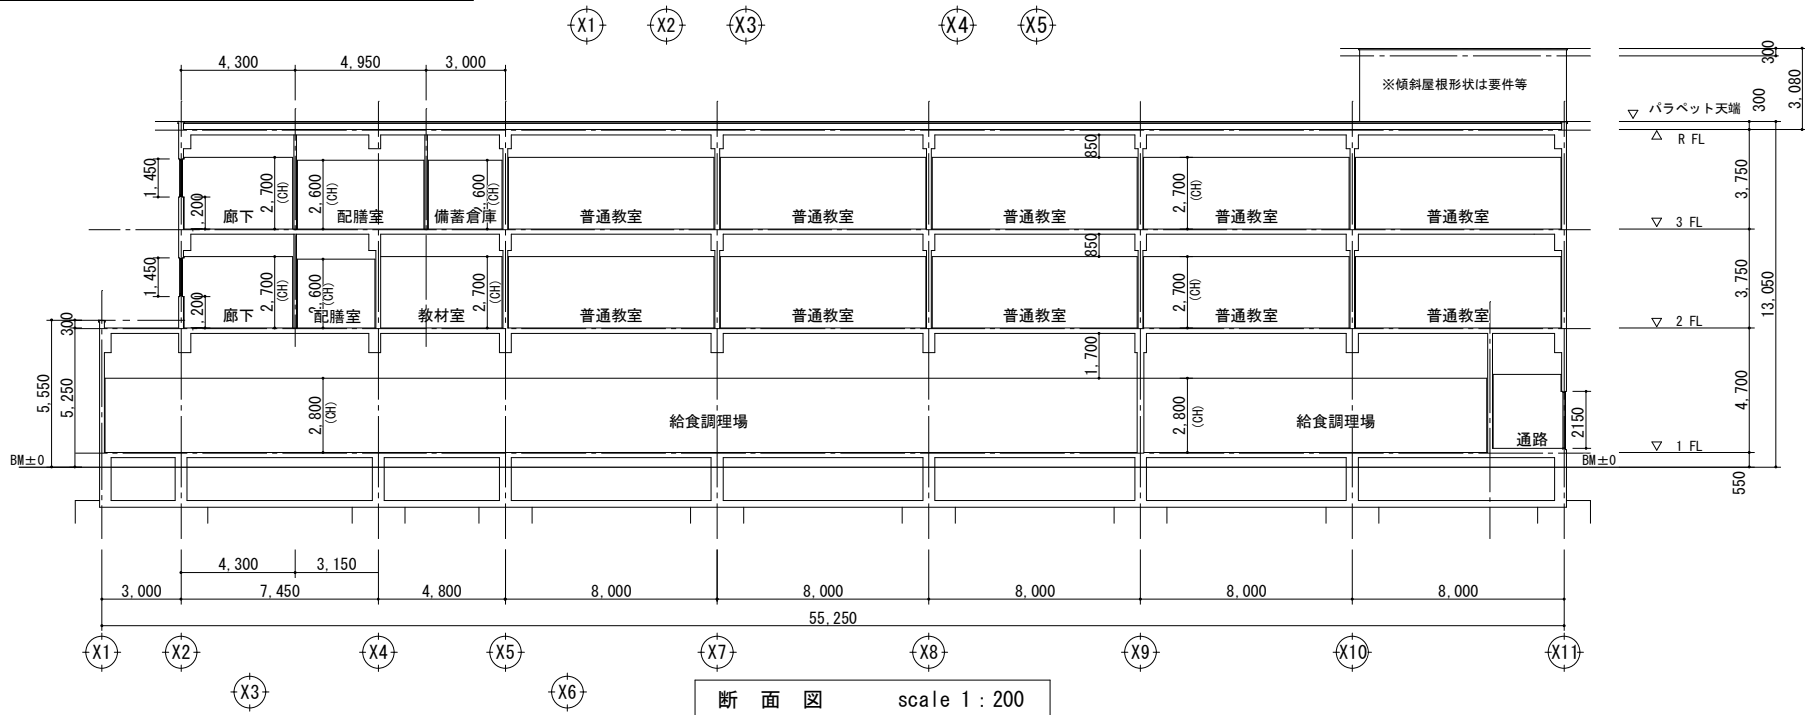 X1 X2 X3 X4 X5
4,300 4,950 3,000
300
3,080
※傾斜屋根形状は要件等
300
▽ パラペット天端
△ R FL
850
1,450
1,200
2,700 (CH)
2,600 (CH)
2,600 (CH)
2,700 (CH)
3,750
廊下 配膳室 備蓄倉庫 普通教室 普通教室 普通教室 普通教室 普通教室
▽ 3 FL
850
1,450
1,200
2,700 (CH)
2,600 (CH)
2,700 (CH)
2,700 (CH)
3,750
13,050
廊下 配膳室 教材室 普通教室 普通教室 普通教室 普通教室 普通教室
300
▽ 2 FL
5,550
5,250
1,700
2,800 (CH)
2,800 (CH)
4,700
2150
給食調理場 給食調理場 通路
▽ 1 FL
BM±0 BM±0
550
4,300 3,150
3,000 7,450 4,800 8,000 8,000 8,000 8,000 8,000
55,250
X1 X2 X4 X5 X7 X8 X9 X10 X11
X3 X6
断面図 scale 1 : 200